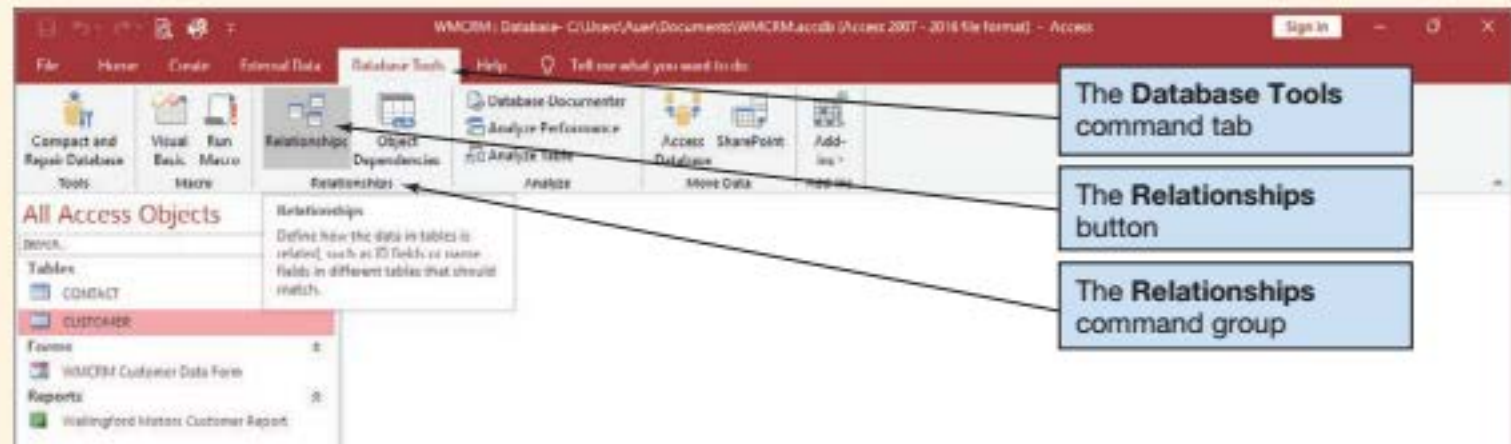 WMCRM : Database- C:\Users\Auer\Documents\WMCRM.accdb (Access 2007 - 2016 file format) - Access
Sign in
File Home Create External Data Database Tools Help Tell me what you want to do
Compact and
Repair Database
Visual
Basic
Run
Macro
Relationships
Object
Dependencies
Database Documenter
Analyze Performance
Analyze Table
Access
Database
SharePoint
Add-
ins
Tools Macro Relationships Analyze Move Data Add-ins
The Database Tools
command tab
The Relationships
button
The Relationships
command group
All Access Objects
Search...
Tables
CONTACT
CUSTOMER
Forms
WMCRM Customer Data Form
Reports
Wallingford Motors Customer Report
Relationships
Define how the data in tables is
related, such as ID fields or name
fields in different tables that should
match.